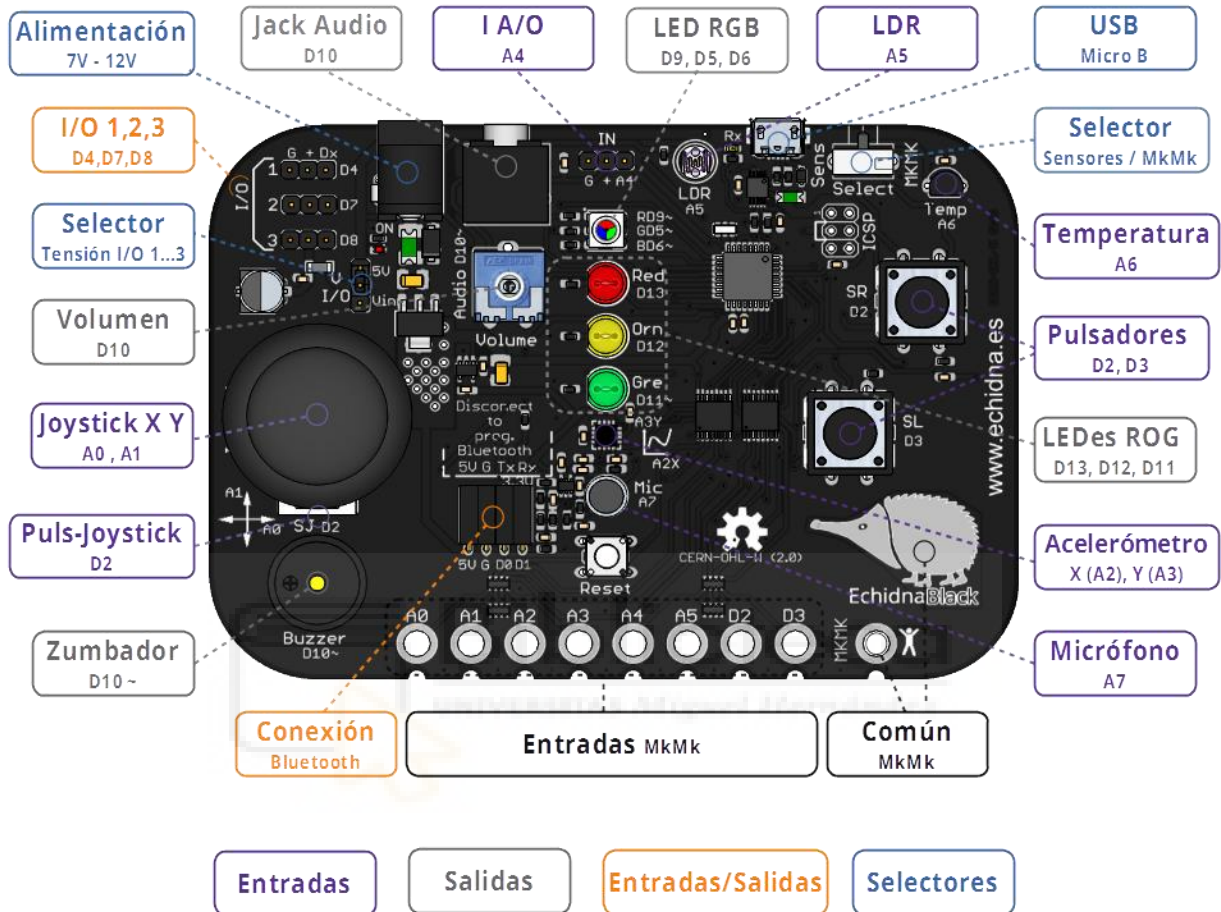 Alimentación
7V - 12V
Jack Audio
D10
I A/O
A4
LED RGB
D9, D5, D6
LDR
A5
USB
Micro B
I/O 1,2,3
D4,D7,D8
Selector
Sensores / MkMk
Selector
Tensión I/O 1...3
Temperatura
A6
Volumen
D10
Pulsadores
D2, D3
Joystick X Y
A0 , A1
LEDes ROG
D13, D12, D11
Puls-Joystick
D2
Acelerómetro
X (A2), Y (A3)
Zumbador
D10 ~
Micrófono
A7
Conexión
Bluetooth
Entradas MkMk
Común
MkMk
G + Dx
1 D4
2 D7
3 D8
I/O
ON
5V
V
I/O
Vin
IN
G + A4
LDR
A5
Rx
Sens
Select
MKMK
Temp
A6
ICSP
RD9~
GD5~
BD6~
Audio D10~
Volume
Red
D13
Orn
D12
Gre
D11~
SR
D2
SL
D3
www.echidna.es
Disconect
to
prog.
Bluetooth
5V G Tx Rx
3.3V
5V G D0 D1
A3Y
A2X
Mic
A7
Reset
CERN-OHL-W (2.0)
EchidnaBlack
A1
A0
SJ D2
Buzzer
D10~
A0 A1 A2 A3 A4 A5 D2 D3
MKMK
Entradas
Salidas
Entradas/Salidas
Selectores